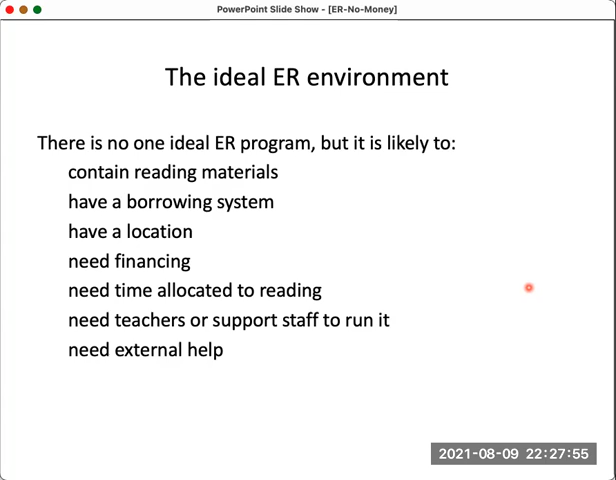 PowerPoint Slide Show - [ER-No-Money]
The ideal ER environment
There is no one ideal ER program, but it is likely to:
contain reading materials
have a borrowing system
have a location
need financing
need time allocated to reading
need teachers or support staff to run it
need external help
2021-08-09 22:27:55